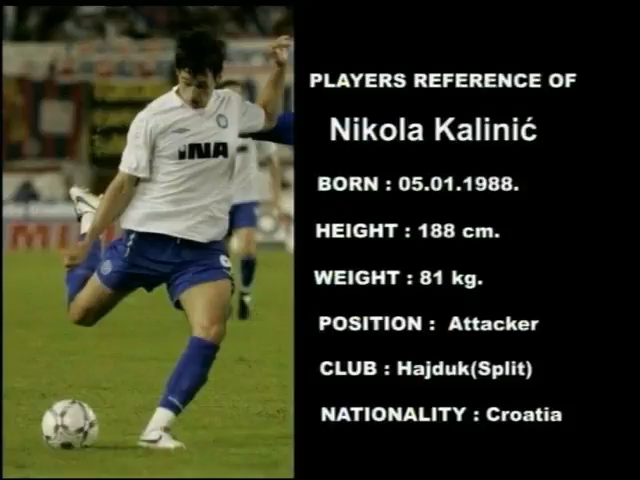 PLAYERS REFERENCE OF
Nikola Kalinić
BORN : 05.01.1988.
HEIGHT : 188 cm.
WEIGHT : 81 kg.
POSITION : Attacker
CLUB : Hajduk(Split)
NATIONALITY : Croatia
INA